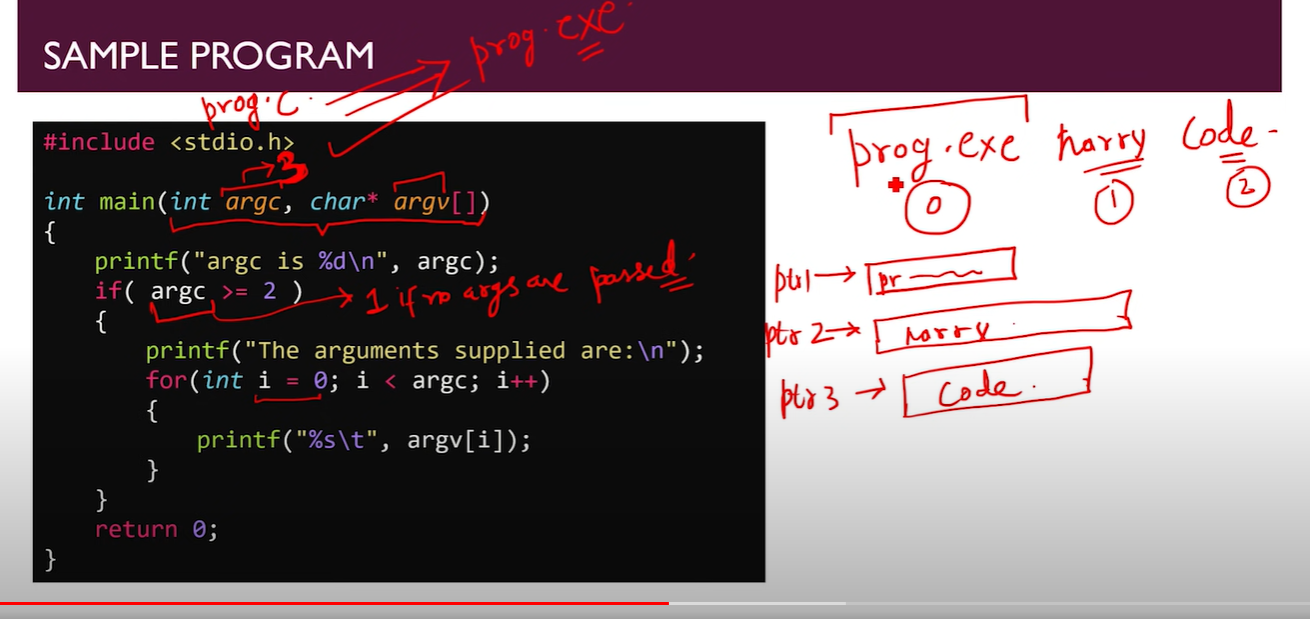 SAMPLE PROGRAM
prog.exe
prog.c
#include <stdio.h>
3
int main(int argc, char* argv[])
{
printf("argc is %d\n", argc);
if( argc >= 2 )
1 if no args are passed.
{
printf("The arguments supplied are:\n");
for(int i = 0; i < argc; i++)
{
printf("%s\t", argv[i]);
}
}
return 0;
}
prog.exe harry code
0 1 2
ptr1 pr
ptr2 harry
ptr3 code